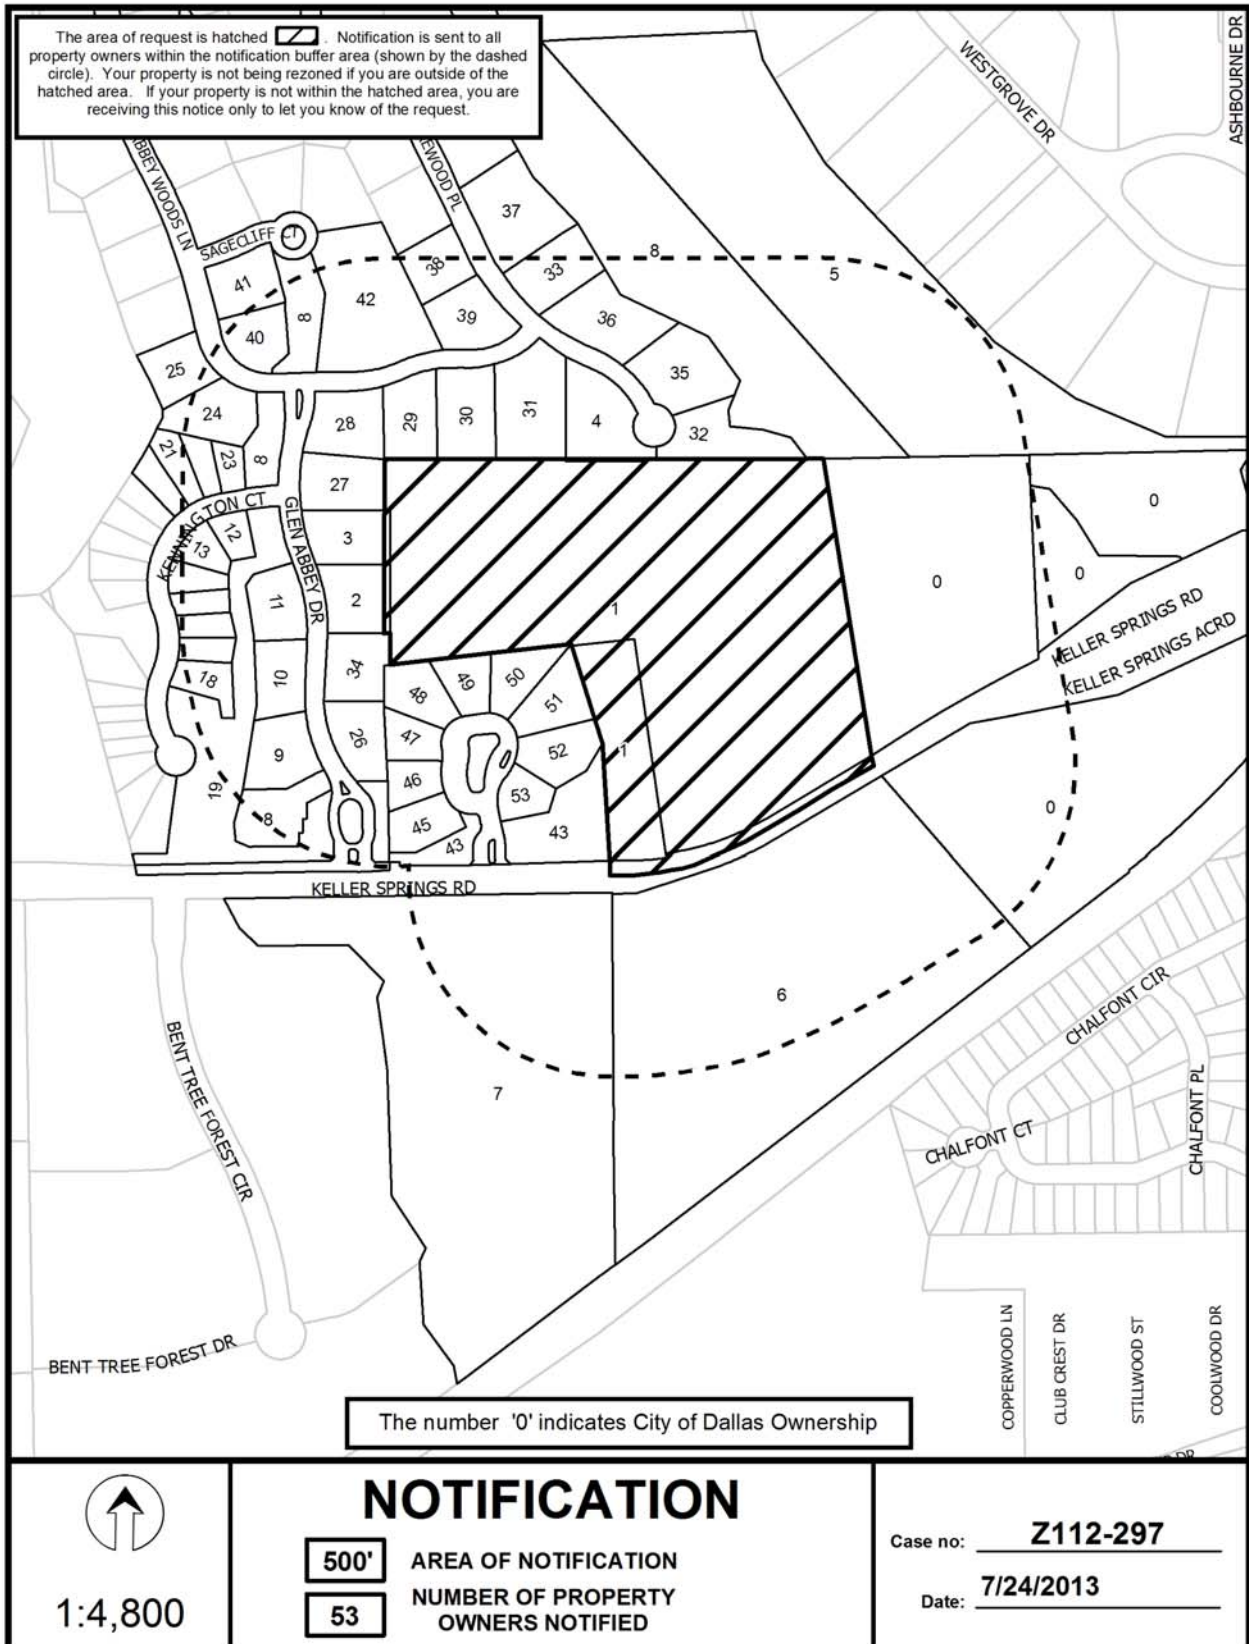 The area of request is hatched . Notification is sent to all
property owners within the notification buffer area (shown by the dashed
circle). Your property is not being rezoned if you are outside of the
hatched area. If your property is not within the hatched area, you are
receiving this notice only to let you know of the request.
WESTGROVE DR
ASHBOURNE DR
ABBEY WOODS LN
EWOOD PL
SAGECLIFF CT
37
38
33
8
5
41
42
39
36
40
8
25
35
24
28
29
30
31
4
32
21
23
8
27
KENNINGTON CT
GLEN ABBEY DR
12
13
3
0
0
0
11
2
1
KELLER SPRINGS RD
KELLER SPRINGS ACRD
18
10
34
48
49
50
51
9
26
47
52
1
19
46
53
8
45
43
43
0
KELLER SPRINGS RD
6
7
BENT TREE FOREST CIR
BENT TREE FOREST DR
CHALFONT CIR
CHALFONT CT
CHALFONT PL
COPPERWOOD LN
CLUB CREST DR
STILLWOOD ST
COOLWOOD DR
DR
The number '0' indicates City of Dallas Ownership
1:4,800
NOTIFICATION
500' AREA OF NOTIFICATION
53 NUMBER OF PROPERTY
OWNERS NOTIFIED
Case no: Z112-297
Date: 7/24/2013